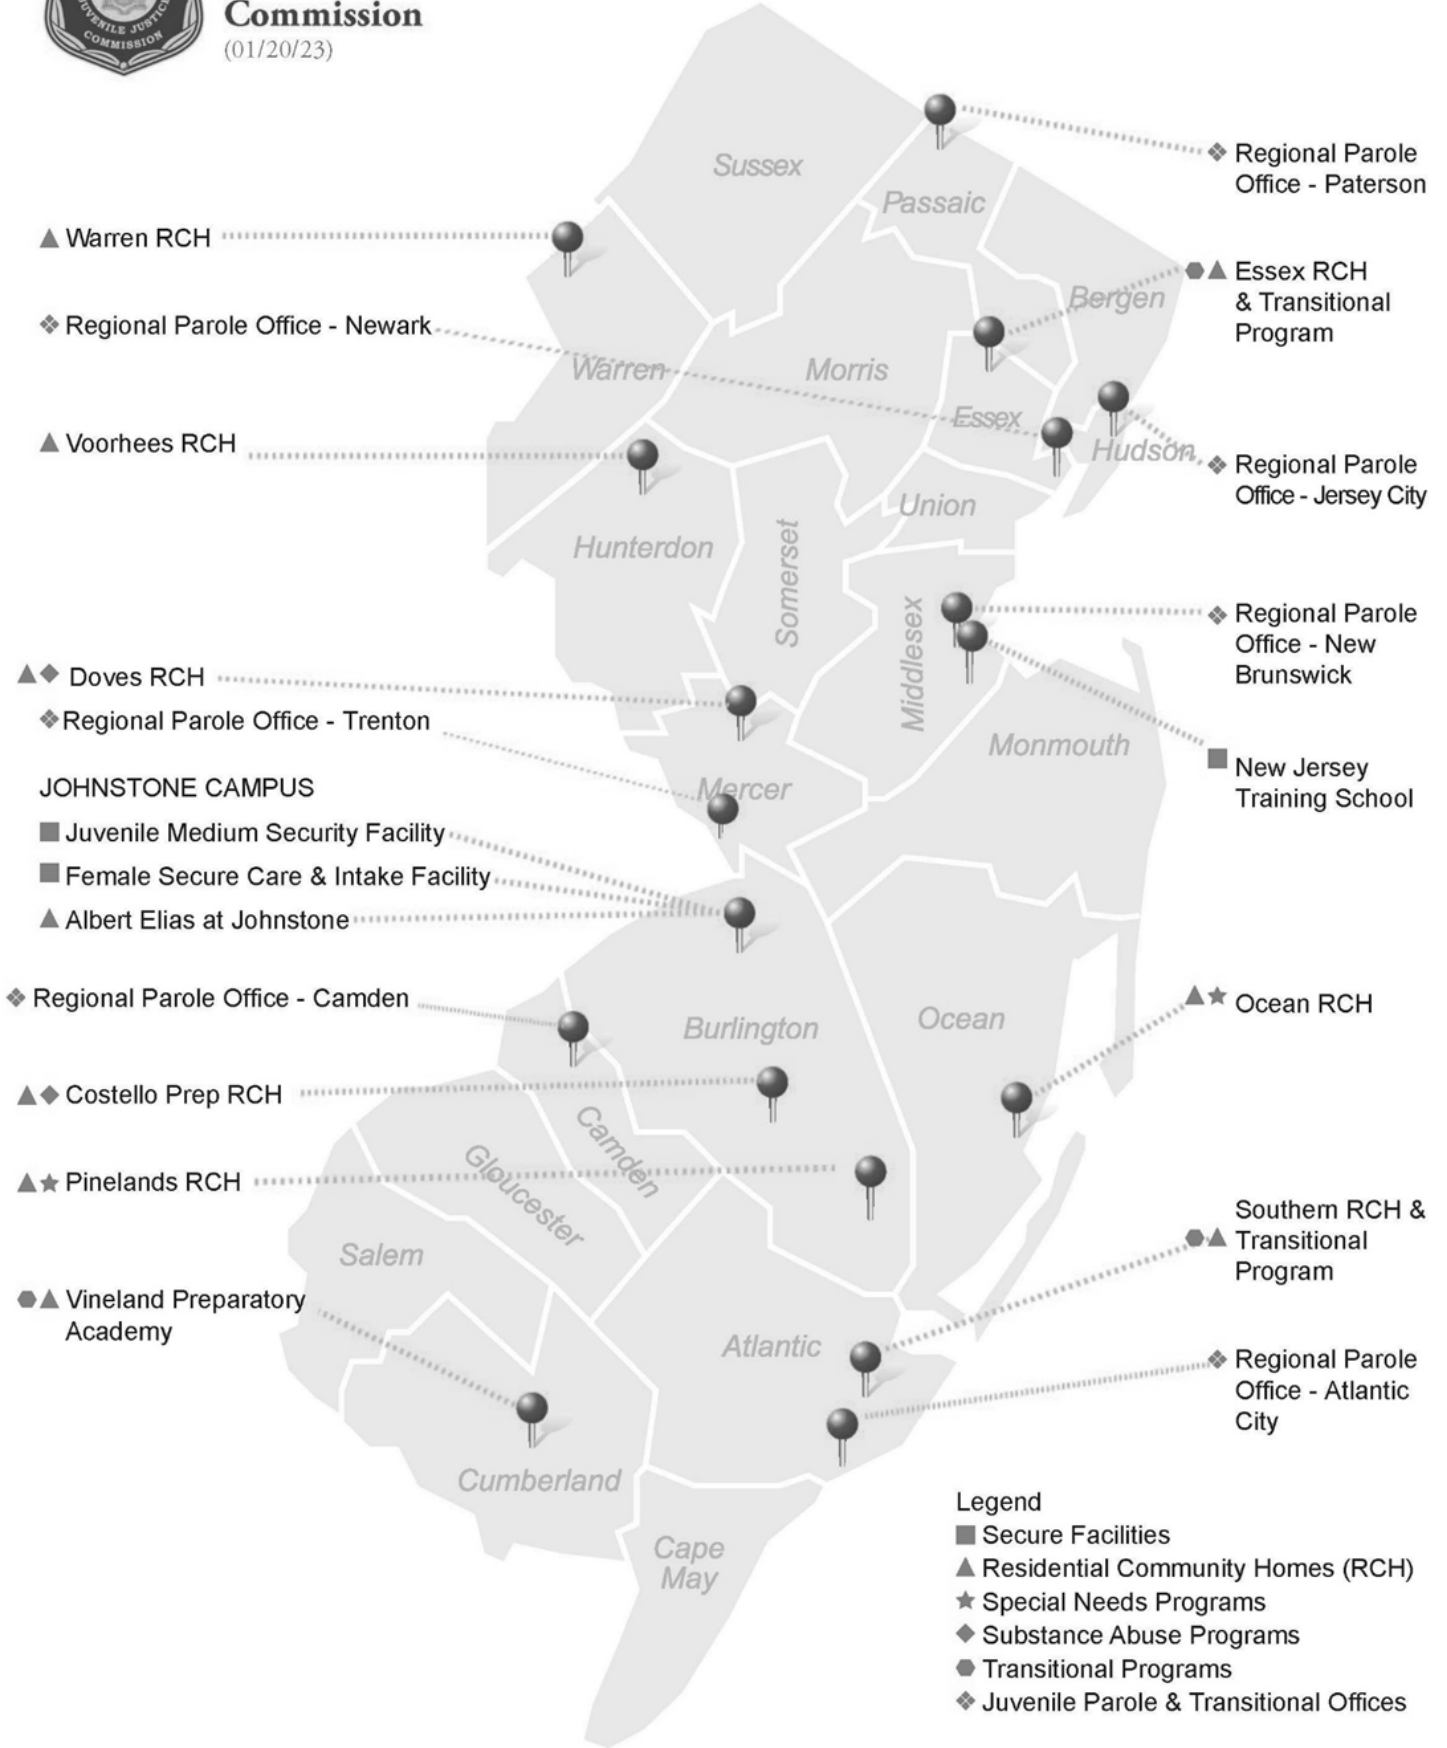 JUVENILE JUSTICE
COMMISSION
Commission
(01/20/23)
Sussex
Passaic
Bergen
Warren
Morris
Essex
Hudson
Union
Hunterdon
Somerset
Middlesex
Monmouth
Mercer
Burlington
Ocean
Camden
Gloucester
Salem
Atlantic
Cumberland
Cape
May
Warren RCH
Regional Parole Office - Newark
Voorhees RCH
Doves RCH
Regional Parole Office - Trenton
JOHNSTONE CAMPUS
Juvenile Medium Security Facility
Female Secure Care & Intake Facility
Albert Elias at Johnstone
Regional Parole Office - Camden
Costello Prep RCH
Pinelands RCH
Vineland Preparatory
Academy
Regional Parole
Office - Paterson
Essex RCH
& Transitional
Program
Regional Parole
Office - Jersey City
Regional Parole
Office - New
Brunswick
New Jersey
Training School
Ocean RCH
Southern RCH &
Transitional
Program
Regional Parole
Office - Atlantic
City
Legend
Secure Facilities
Residential Community Homes (RCH)
Special Needs Programs
Substance Abuse Programs
Transitional Programs
Juvenile Parole & Transitional Offices